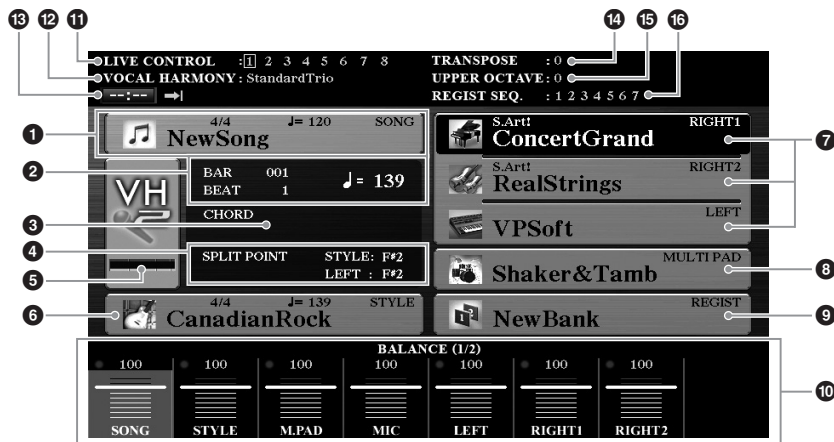 13 12 11 14 15 16
LIVE CONTROL : 1 2 3 4 5 6 7 8
VOCAL HARMONY : StandardTrio
--:--
TRANSPOSE : 0
UPPER OCTAVE : 0
REGIST SEQ. : 1 2 3 4 5 6 7
1
4/4 ♩= 120 SONG
NewSong
2
BAR 001
BEAT 1
♩= 139
VH
3
CHORD
4
SPLIT POINT STYLE: F#2
LEFT : F#2
5
6
4/4 ♩= 139 STYLE
CanadianRock
S.Art! RIGHT1
ConcertGrand
7
S.Art! RIGHT2
RealStrings
LEFT
VPSoft
MULTI PAD
Shaker&Tamb
8
REGIST
NewBank
9
BALANCE (1/2)
100 100 100 100 100 100 100
10
SONG STYLE M.PAD MIC LEFT RIGHT1 RIGHT2